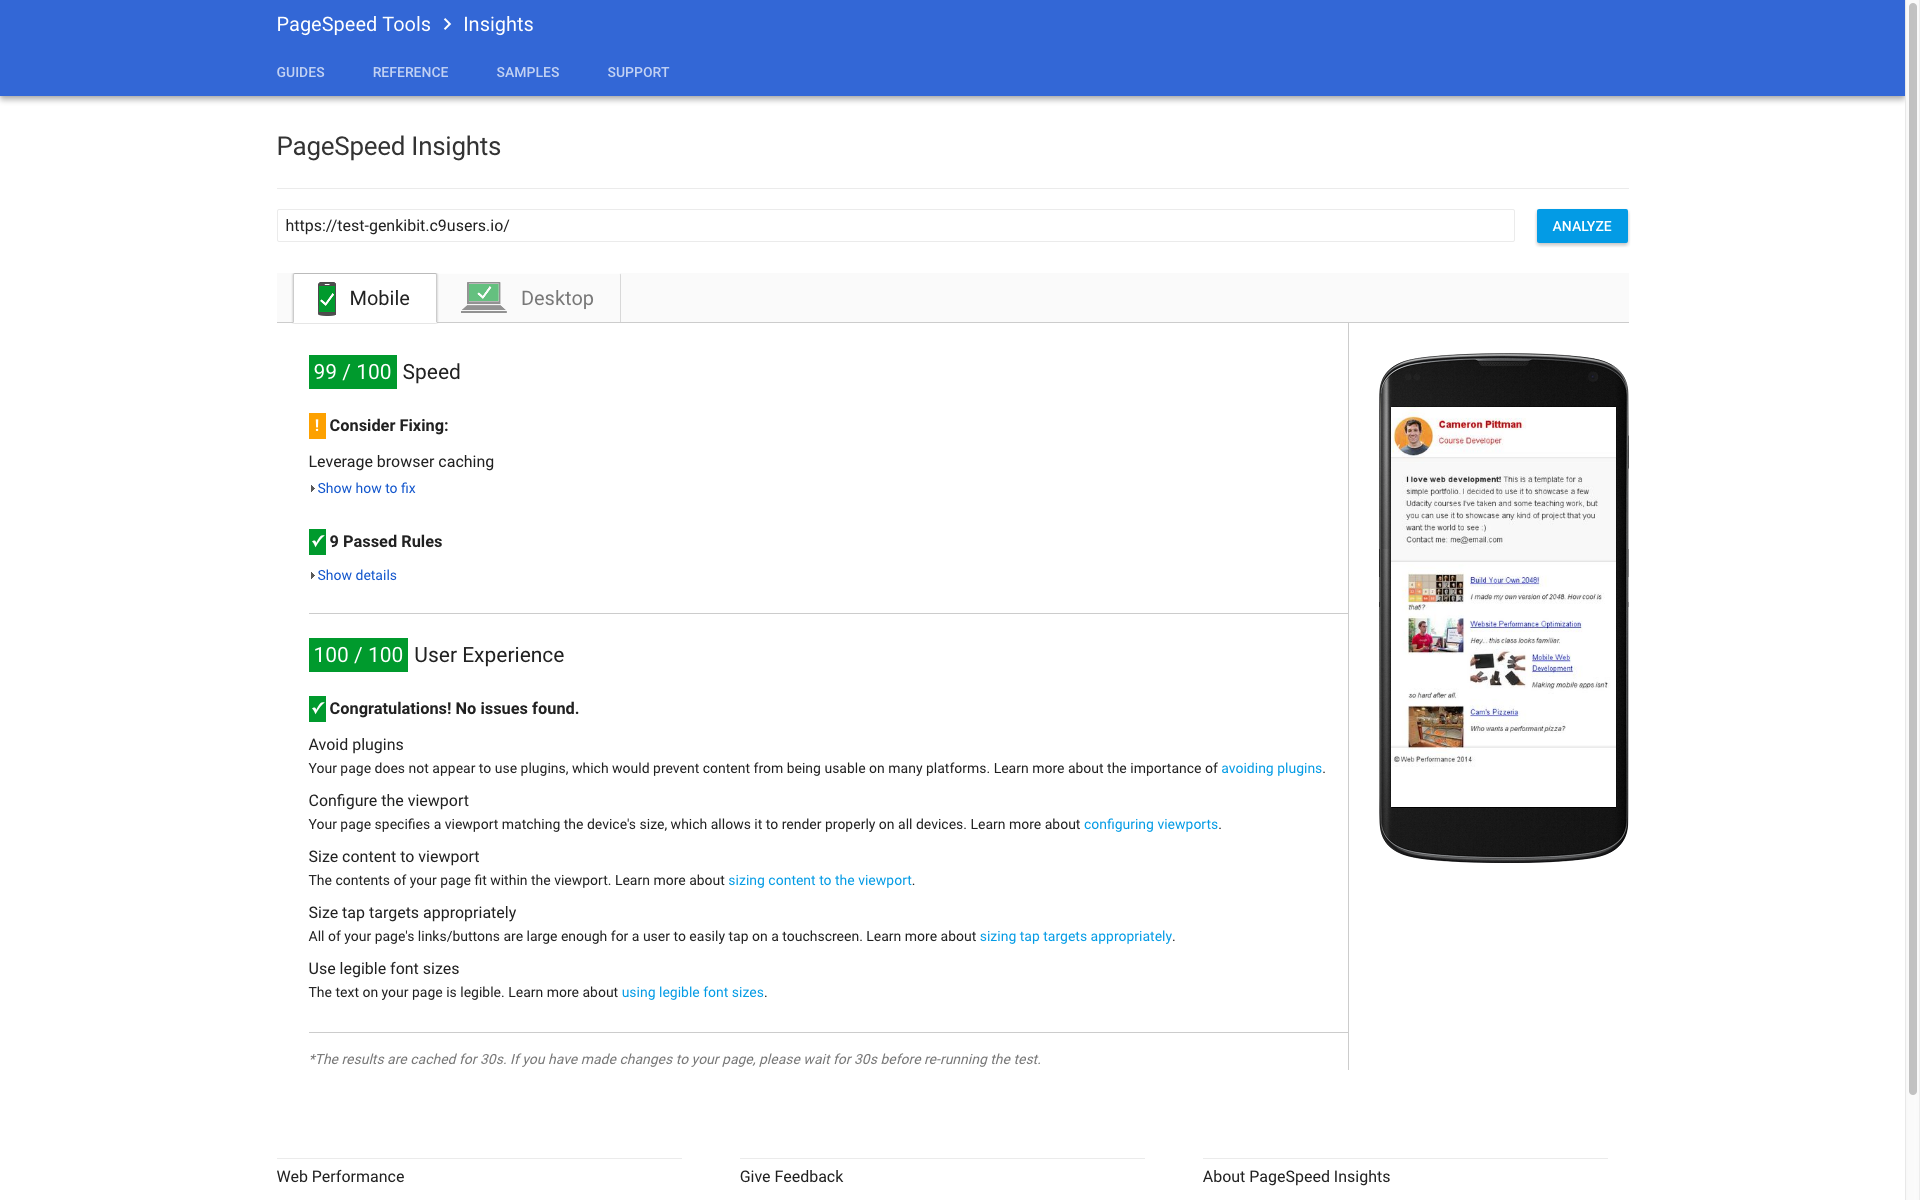 PageSpeed Tools > Insights
GUIDES REFERENCE SAMPLES SUPPORT
PageSpeed Insights
https://test-genkibit.c9users.io/
ANALYZE
Mobile
Desktop
99 / 100 Speed
! Consider Fixing:
Leverage browser caching
Show how to fix
9 Passed Rules
Show details
100 / 100 User Experience
Congratulations! No issues found.
Avoid plugins
Your page does not appear to use plugins, which would prevent content from being usable on many platforms. Learn more about the importance of avoiding plugins.
Configure the viewport
Your page specifies a viewport matching the device's size, which allows it to render properly on all devices. Learn more about configuring viewports.
Size content to viewport
The contents of your page fit within the viewport. Learn more about sizing content to the viewport.
Size tap targets appropriately
All of your page's links/buttons are large enough for a user to easily tap on a touchscreen. Learn more about sizing tap targets appropriately.
Use legible font sizes
The text on your page is legible. Learn more about using legible font sizes.
*The results are cached for 30s. If you have made changes to your page, please wait for 30s before re-running the test.
Cameron Pittman
Course Developer
I love web development! This is a template for a
simple portfolio. I decided to use it to showcase a few
Udacity courses I've taken and some teaching work, but
you can use it to showcase any kind of project that you
want the world to see :)
Contact me: me@email.com
Build Your Own 2048!
I made my own version of 2048. How cool is
that?
Website Performance Optimization
Hey...this class looks familiar.
Mobile Web
Development
Making mobile apps isn't
so hard after all.
Cam's Pizzeria
Who wants a performant pizza?
© Web Performance 2014
Web Performance
Give Feedback
About PageSpeed Insights